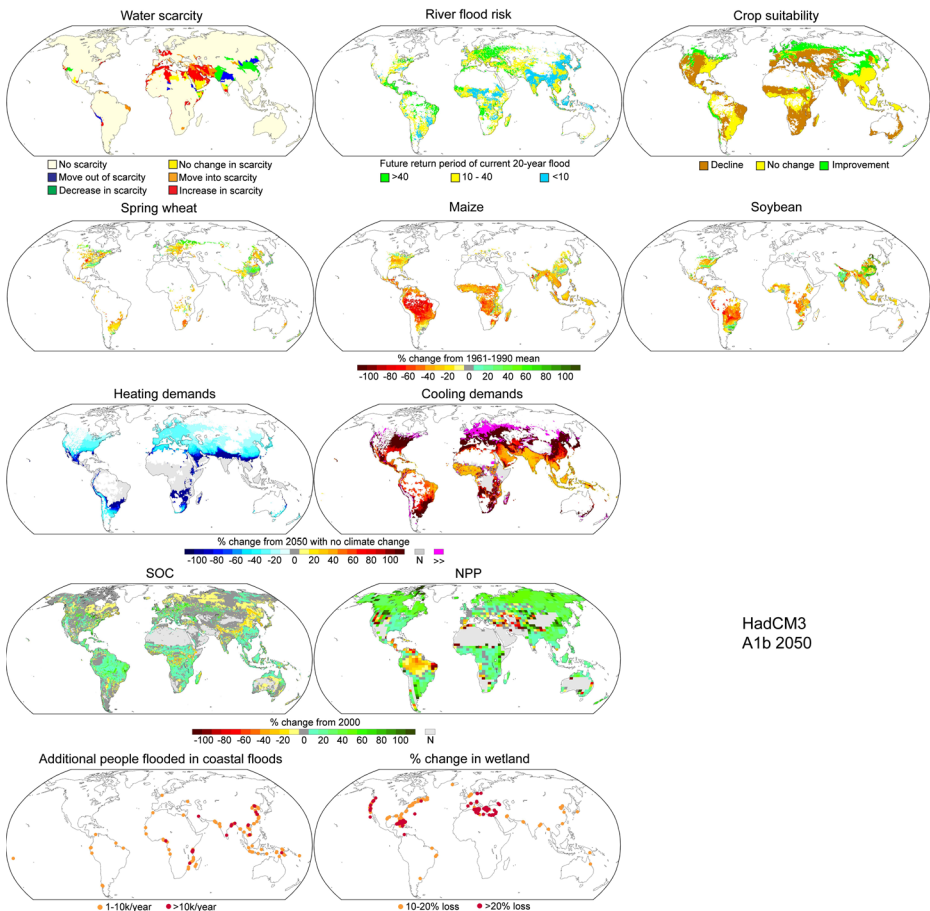 Water scarcity
River flood risk
Crop suitability
No scarcity
No change in scarcity
Move out of scarcity
Move into scarcity
Decrease in scarcity
Increase in scarcity
Future return period of current 20-year flood
>40
10 - 40
<10
Decline
No change
Improvement
Spring wheat
Maize
Soybean
% change from 1961-1990 mean
-100 -80 -60 -40 -20 0 20 40 60 80 100
Heating demands
Cooling demands
% change from 2050 with no climate change
-100 -80 -60 -40 -20 0 10 20 40 60 80 100 N >>
SOC
NPP
HadCM3
A1b 2050
% change from 2000
-100 -80 -60 -40 -20 0 20 40 60 80 100 N
Additional people flooded in coastal floods
% change in wetland
1-10k/year
>10k/year
10-20% loss
>20% loss